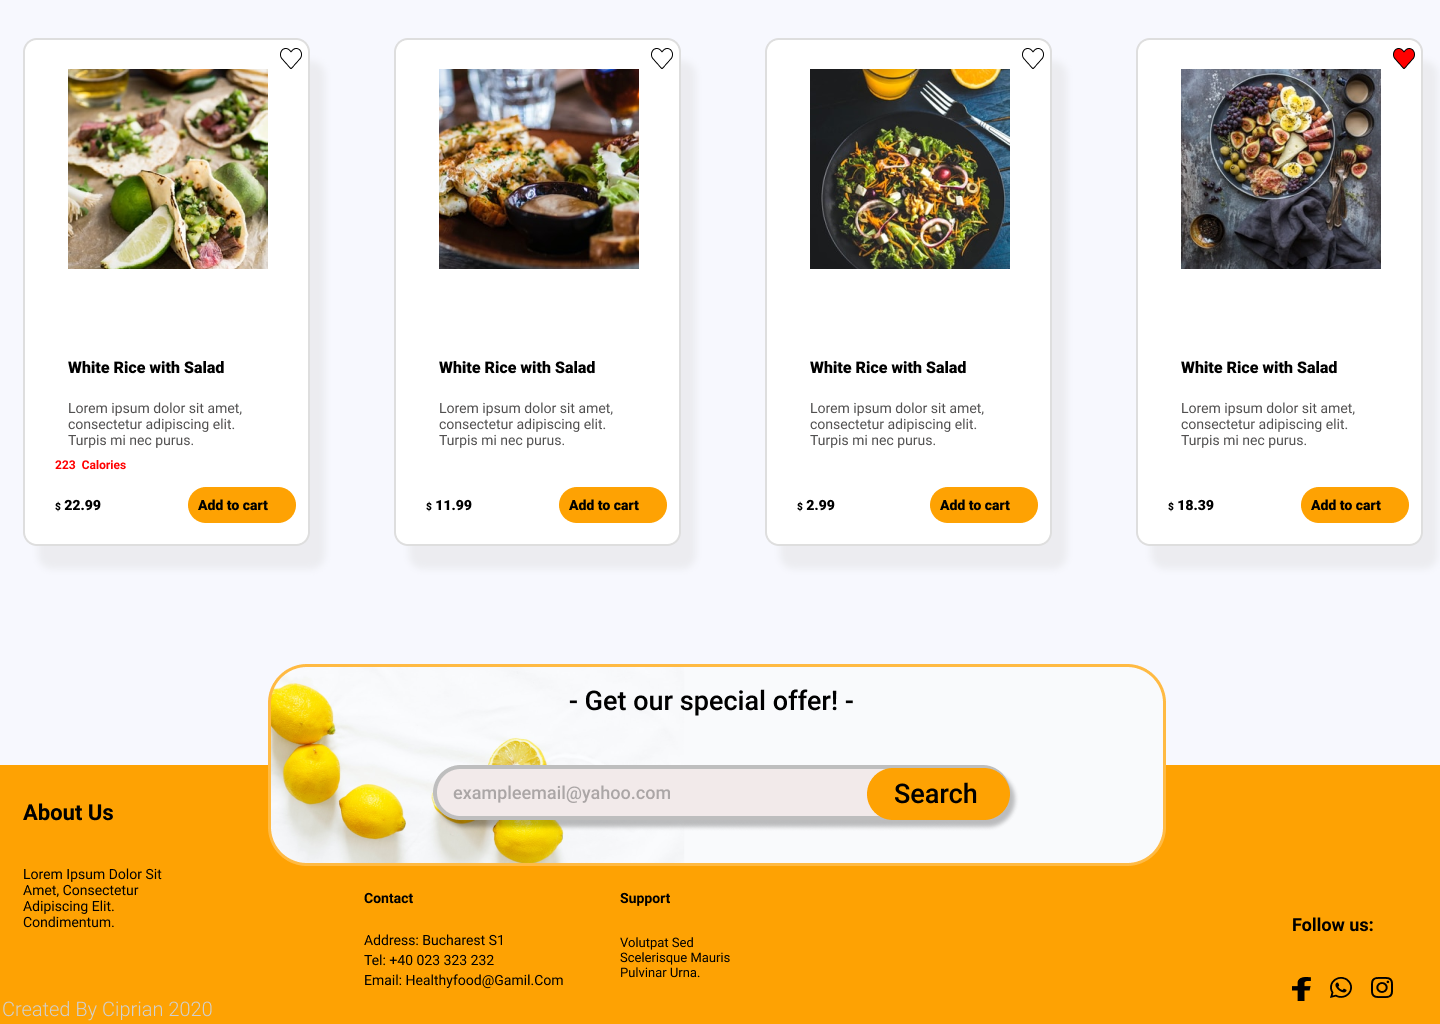 White Rice with Salad
Lorem ipsum dolor sit amet,
consectetur adipiscing elit.
Turpis mi nec purus.
223 Calories
$ 22.99
Add to cart
White Rice with Salad
Lorem ipsum dolor sit amet,
consectetur adipiscing elit.
Turpis mi nec purus.
$ 11.99
Add to cart
White Rice with Salad
Lorem ipsum dolor sit amet,
consectetur adipiscing elit.
Turpis mi nec purus.
$ 2.99
Add to cart
White Rice with Salad
Lorem ipsum dolor sit amet,
consectetur adipiscing elit.
Turpis mi nec purus.
$ 18.39
Add to cart
- Get our special offer! -
exampleemail@yahoo.com
Search
About Us
Lorem Ipsum Dolor Sit
Amet, Consectetur
Adipiscing Elit.
Condimentum.
Contact
Address: Bucharest S1
Tel: +40 023 323 232
Email: Healthyfood@Gamil.Com
Support
Volutpat Sed
Scelerisque Mauris
Pulvinar Urna.
Follow us:
Created By Ciprian 2020